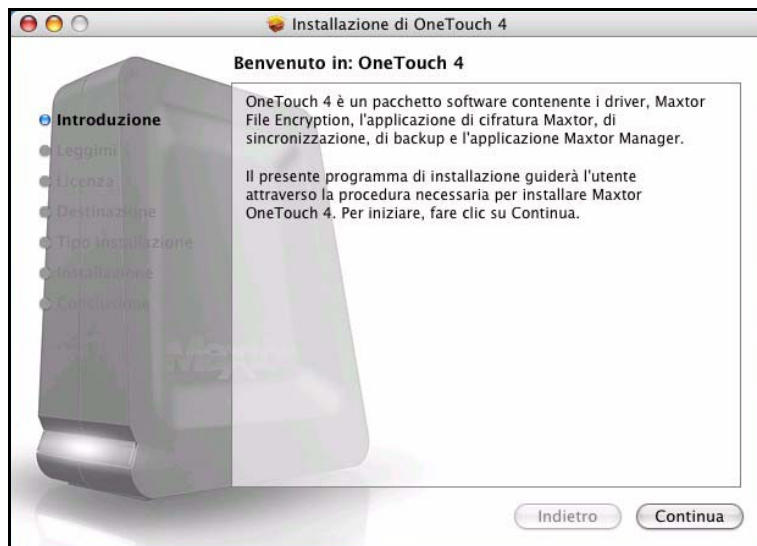 Installazione di OneTouch 4
Benvenuto in: OneTouch 4
Introduzione
Leggimi
Licenza
Destinazione
Tipo installazione
Installazione
Conclusione
OneTouch 4 è un pacchetto software contenente i driver, Maxtor
File Encryption, l'applicazione di cifratura Maxtor, di
sincronizzazione, di backup e l'applicazione Maxtor Manager.
Il presente programma di installazione guiderà l'utente
attraverso la procedura necessaria per installare Maxtor
OneTouch 4. Per iniziare, fare clic su Continua.
Maxtor
Indietro
Continua